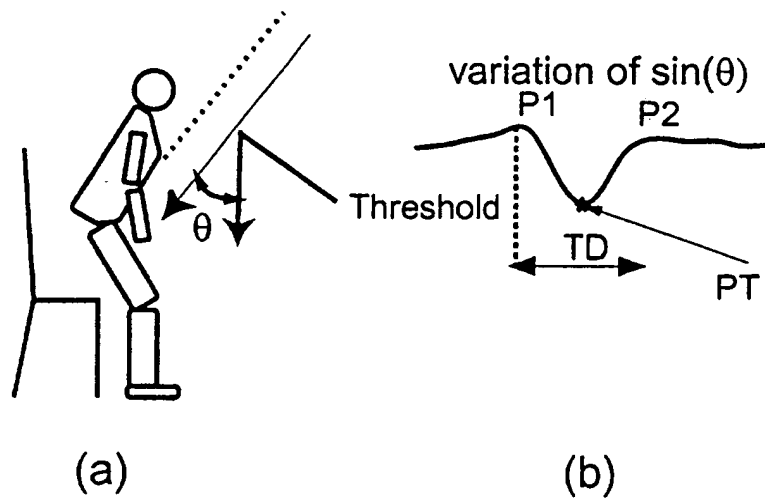 variation of sin(θ)
P1
P2
θ
Threshold
TD
PT
(a)
(b)